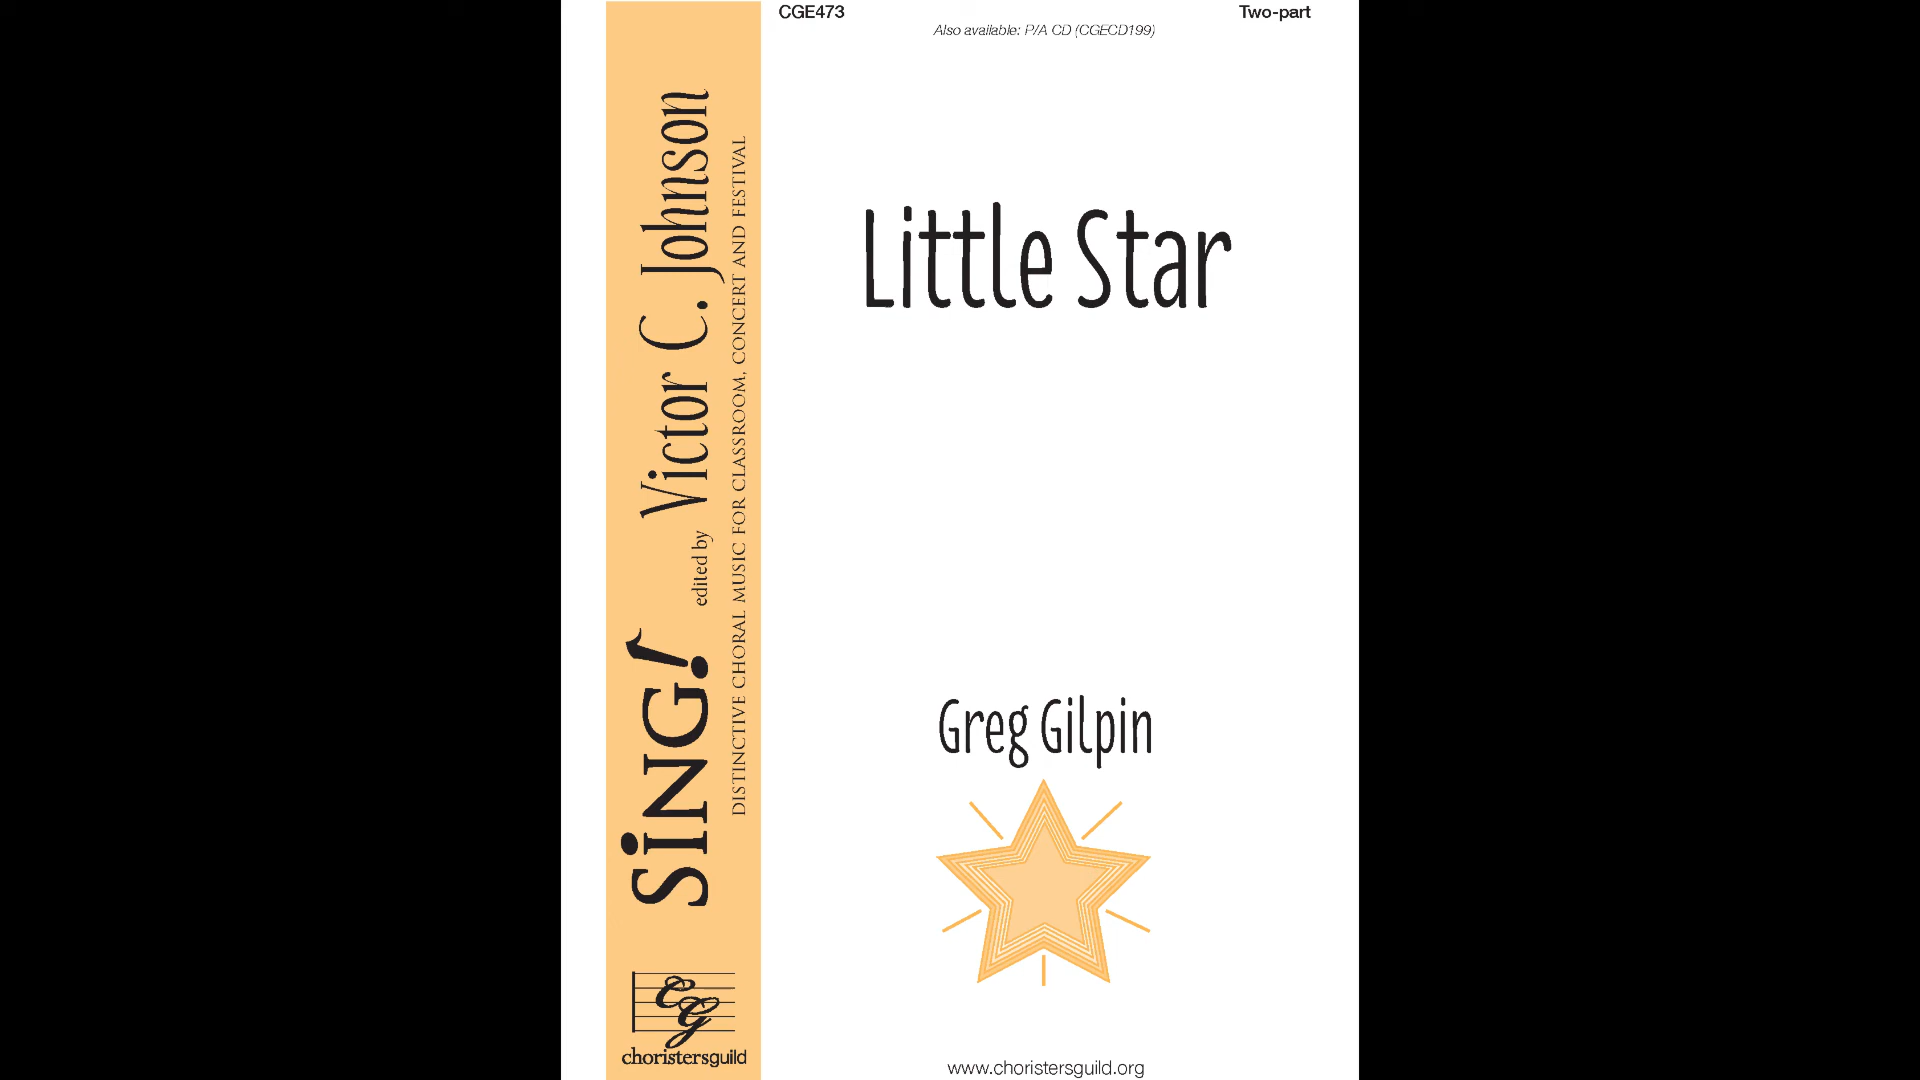 CGE473
Two-part
Also available: P/A CD (CGECD199)
SiNG! edited by Victor C. Johnson
DISTINCTIVE CHORAL MUSIC FOR CLASSROOM, CONCERT AND FESTIVAL
Little Star
Greg Gilpin
CG
choristersguild
www.choristersguild.org